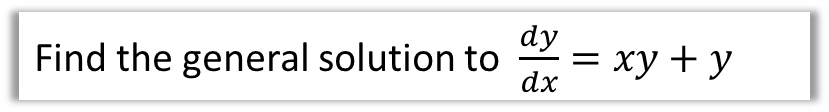 Find the general solution to dy/dx = xy + y